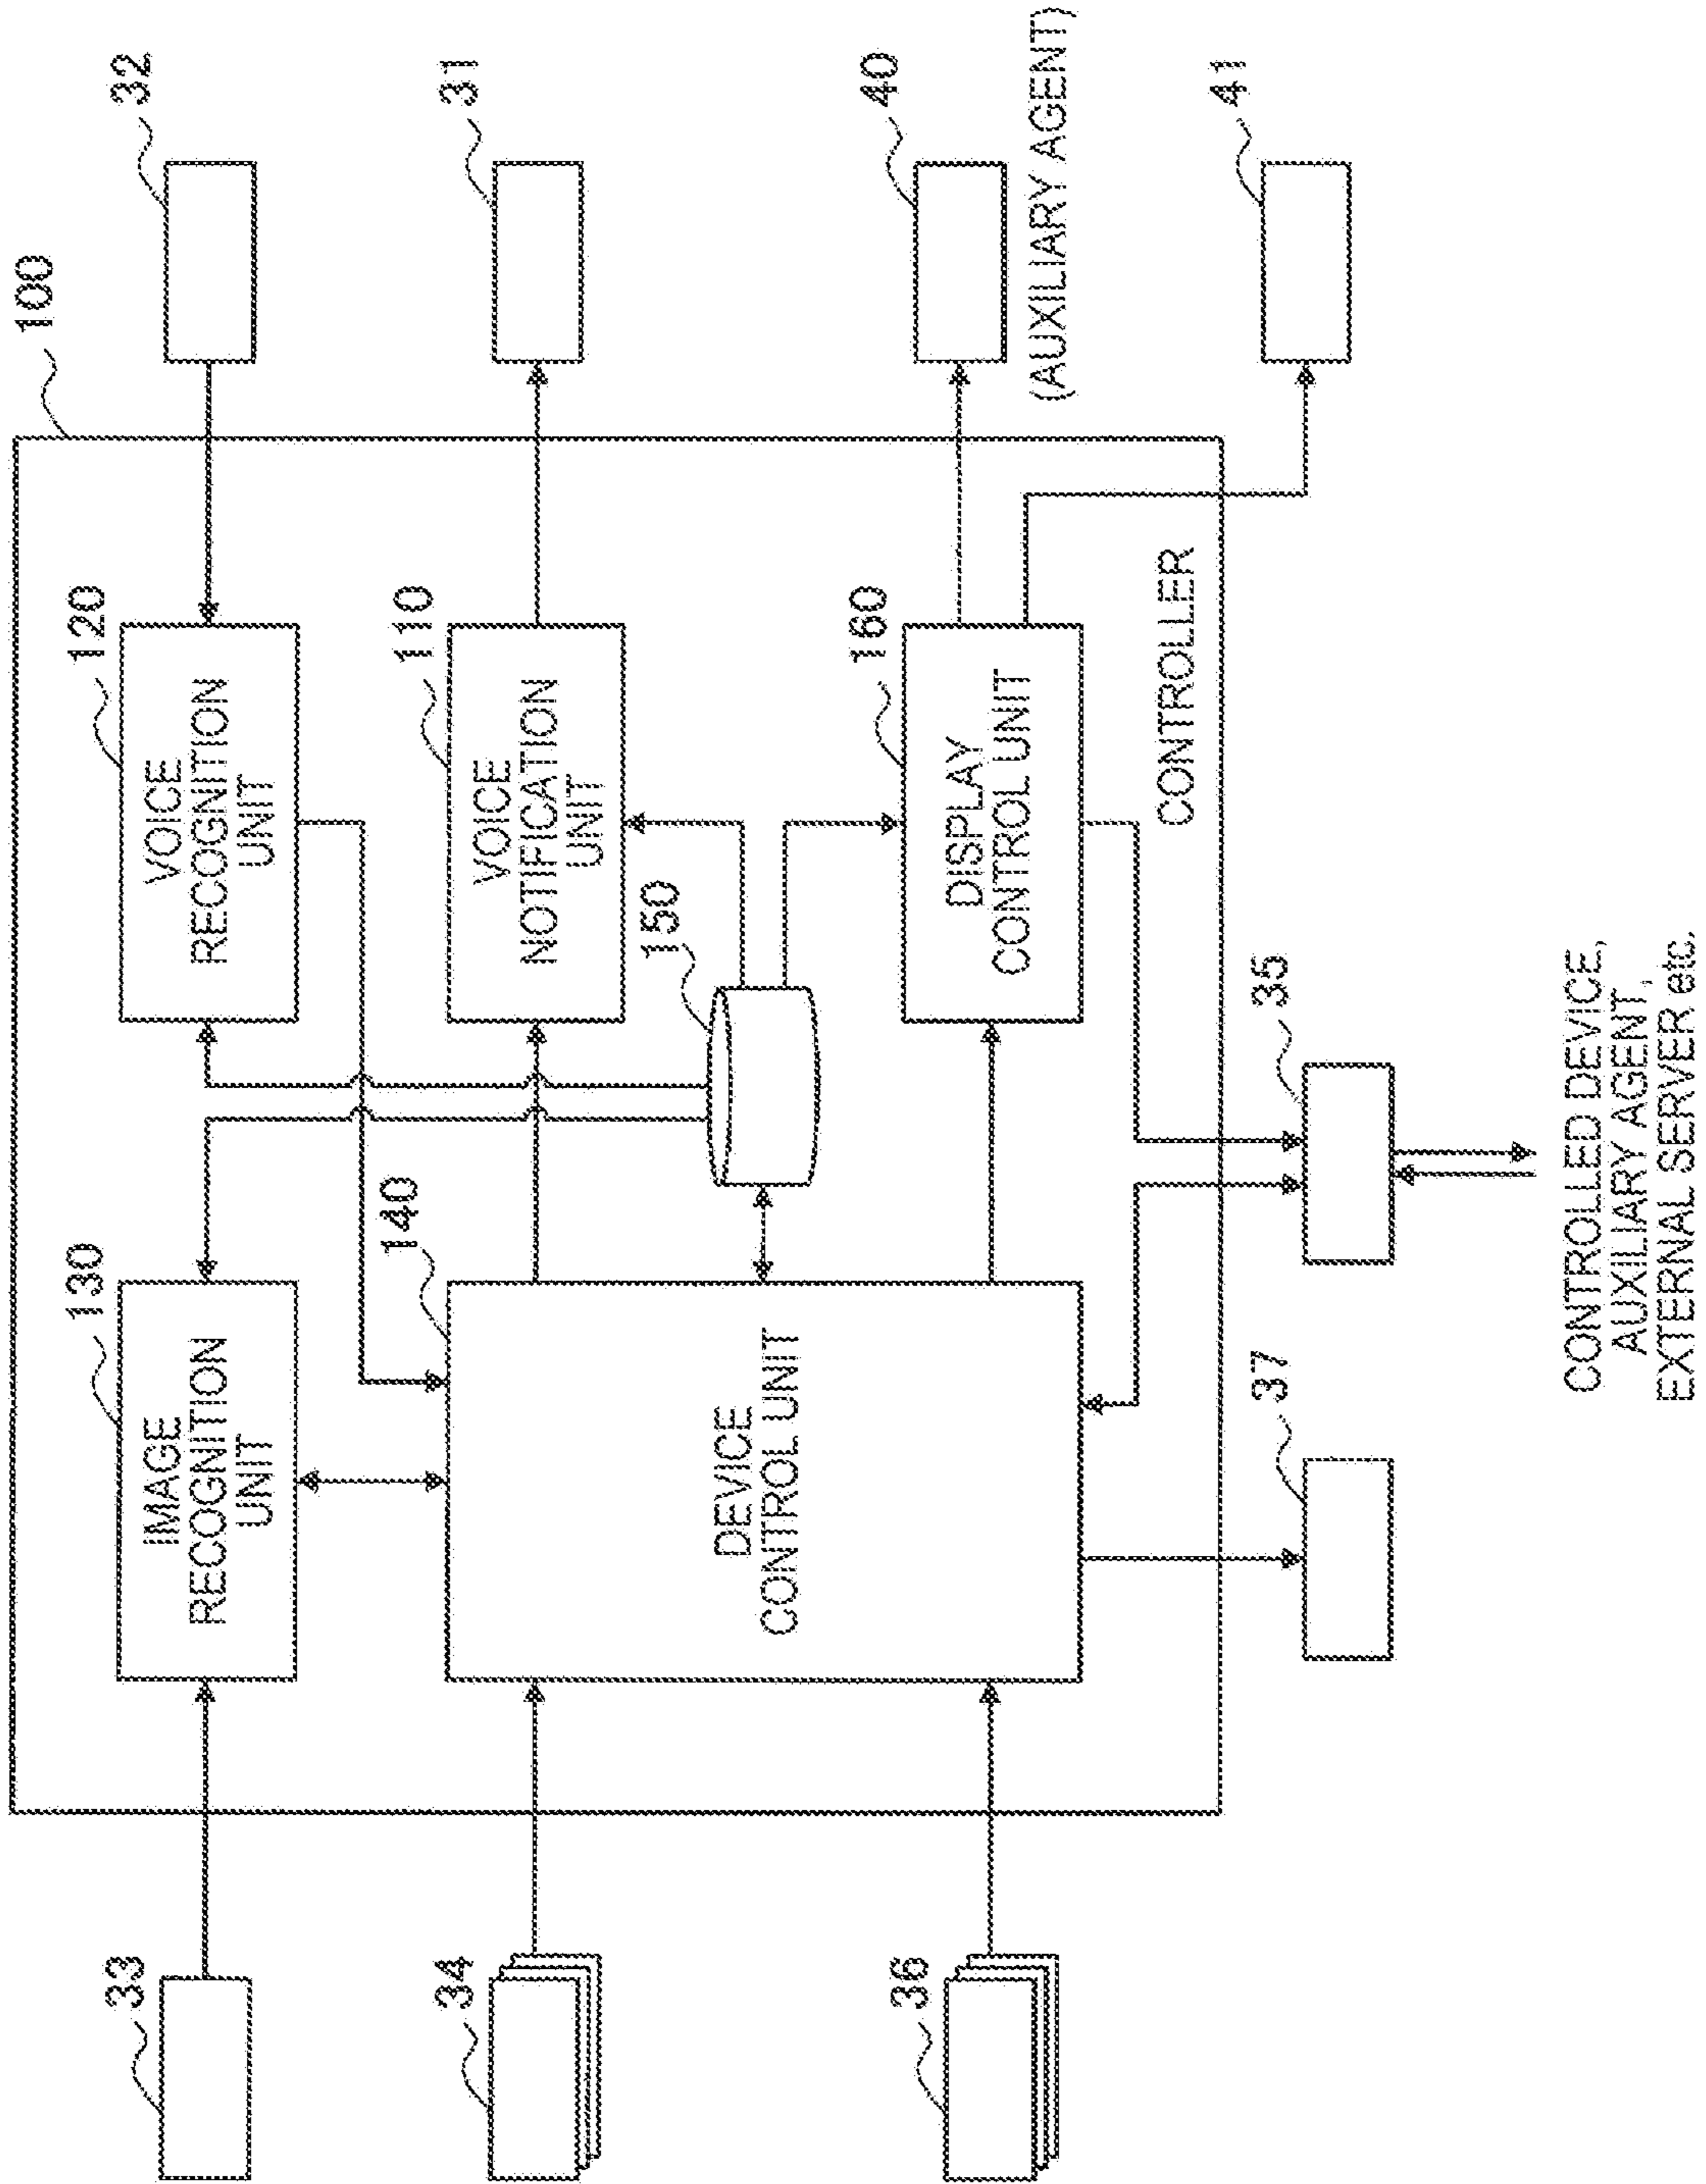 100
33
130
IMAGE
RECOGNITION
UNIT
120
VOICE
RECOGNITION
UNIT
32
34
140
DEVICE
CONTROL UNIT
110
VOICE
NOTIFICATION
UNIT
31
150
36
160
DISPLAY
CONTROL UNIT
40
(AUXILIARY AGENT)
CONTROLLER
37
35
41
CONTROLLED DEVICE,
AUXILIARY AGENT,
EXTERNAL SERVER etc.